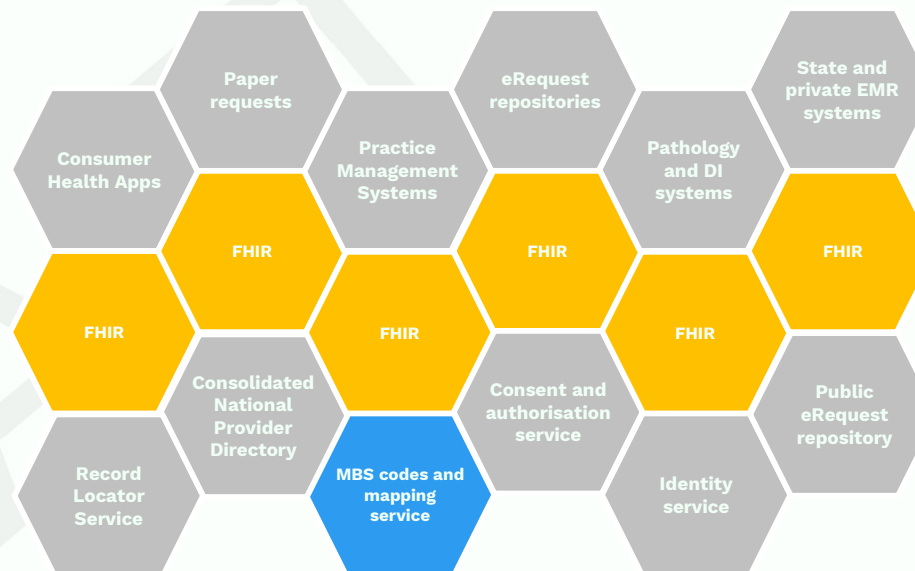 Paper
requests
eRequest
repositories
State and
private EMR
systems
Consumer
Health Apps
Practice
Management
Systems
Pathology
and DI
systems
FHIR
FHIR
FHIR
FHIR
FHIR
FHIR
Consolidated
National
Provider
Directory
Consent and
authorisation
service
Public
eRequest
repository
Record
Locator
Service
MBS codes and
mapping
service
Identity
service